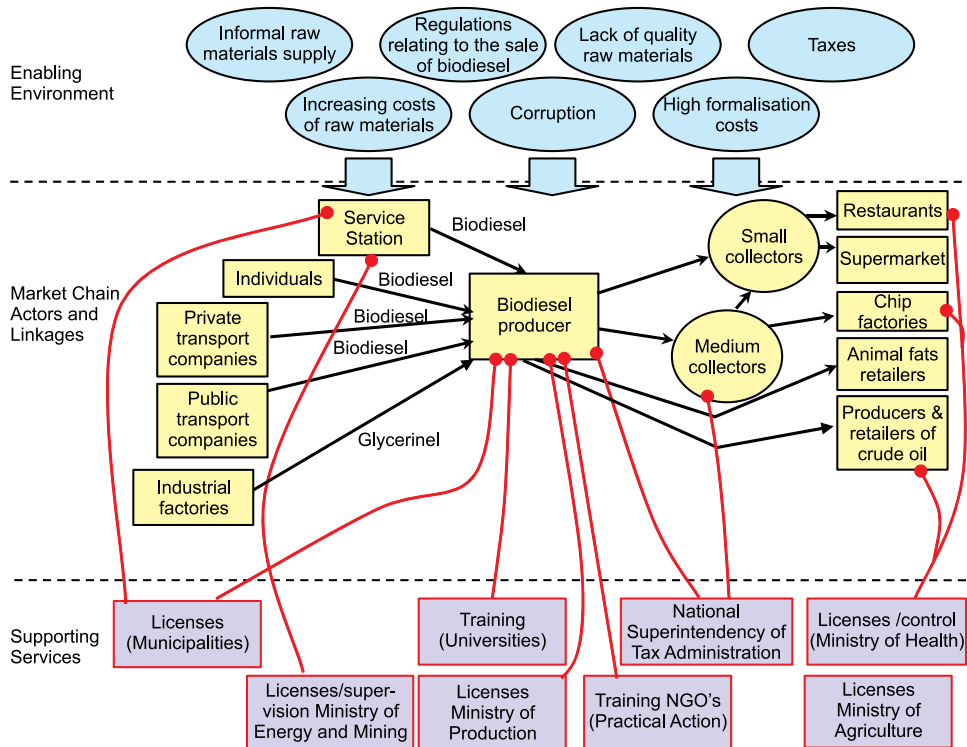 Informal raw
materials supply
Regulations
relating to the sale
of biodiesel
Lack of quality
raw materials
Taxes
Enabling
Environment
Increasing costs
of raw materials
Corruption
High formalisation
costs
Market Chain
Actors and
Linkages
Service
Station
Biodiesel
Individuals
Biodiesel
Private
transport
companies
Biodiesel
Biodiesel
Public
transport
companies
Glycerinel
Industrial
factories
Biodiesel
producer
Small
collectors
Medium
collectors
Restaurants
Supermarket
Chip
factories
Animal fats
retailers
Producers &
retailers of
crude oil
Supporting
Services
Licenses
(Municipalities)
Training
(Universities)
National
Superintendency of
Tax Administration
Licenses /control
(Ministry of Health)
Licenses/super-
vision Ministry of
Energy and Mining
Licenses
Ministry of
Production
Training NGO's
(Practical Action)
Licenses
Ministry of
Agriculture